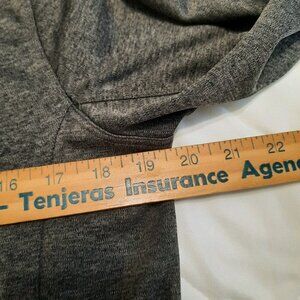 16 17 18 19 20 21 22
- Tenjeras Insurance Agenc